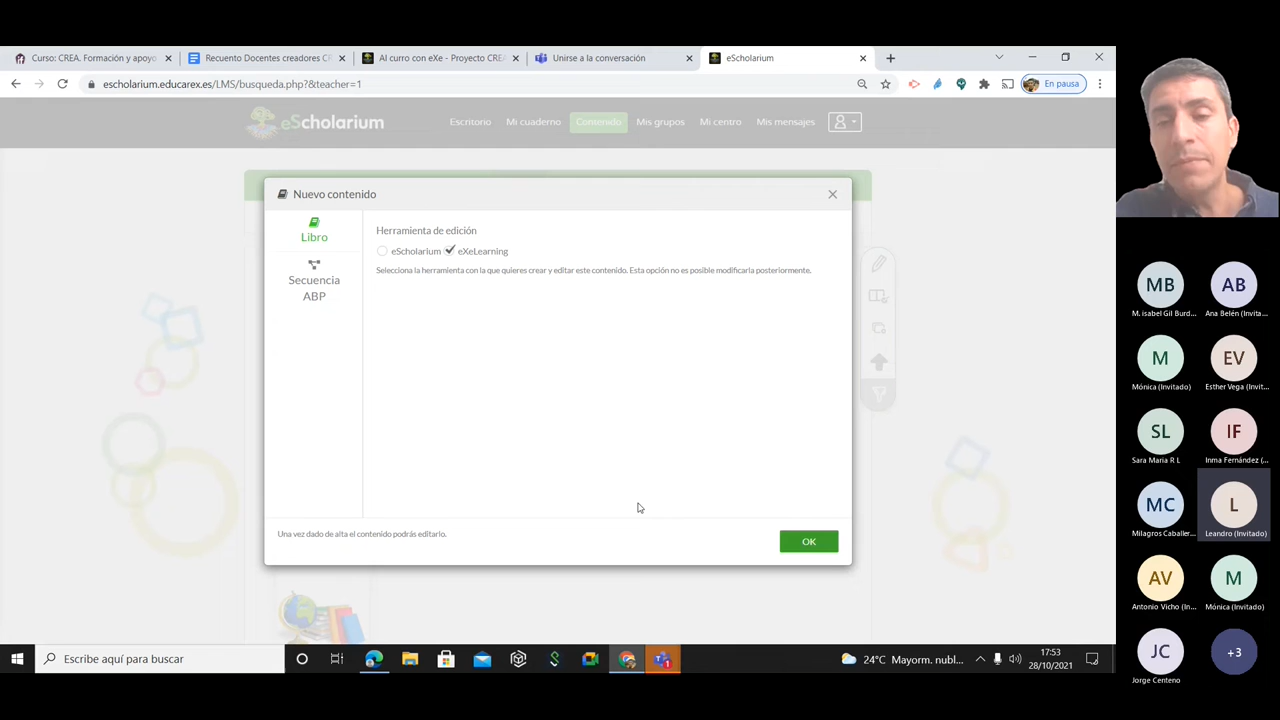 Curso: CREA. Formación y apoyo
Recuento Docentes creadores CR
Al curro con eXe - Proyecto CREA
Unirse a la conversación
eScholarium
escholarium.educarex.es/LMS/busqueda.php?&teacher=1
En pausa
eScholarium
Escritorio
Mi cuaderno
Contenido
Mis grupos
Mi centro
Mis mensajes
Nuevo contenido
Libro
Secuencia
ABP
Herramienta de edición
eScholarium
eXeLearning
Selecciona la herramienta con la que quieres crear y editar este contenido. Esta opción no es posible modificarla posteriormente.
Una vez dado de alta el contenido podrás editarlo.
OK
Escribe aquí para buscar
24°C Mayorm. nubl...
17:53
28/10/2021
MB
M. isabel Gil Burd...
AB
Ana Belén (Invita...
M
Mónica (Invitado)
EV
Esther Vega (Invit...
SL
Sara Maria R L
IF
Inma Fernández (...
MC
Milagros Caballer...
L
Leandro (Invitado)
AV
Antonio Vicho (In...
M
Mónica (Invitado)
JC
Jorge Centeno
+3